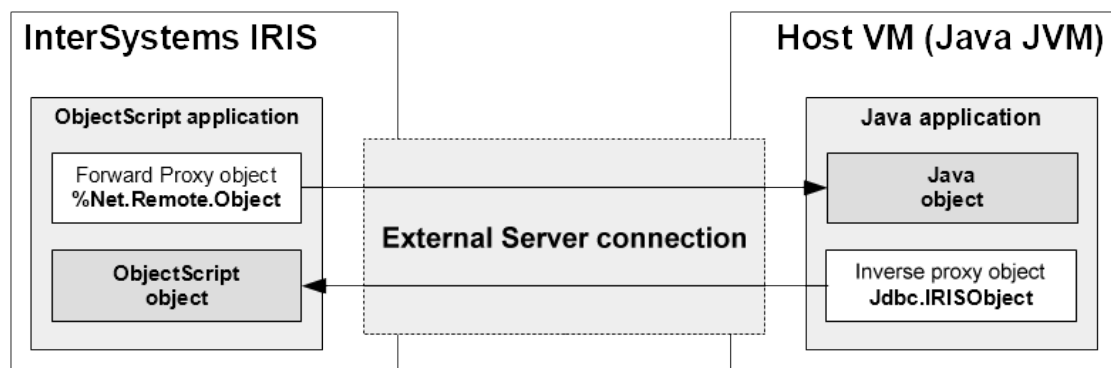 InterSystems IRIS
Host VM (Java JVM)
ObjectScript application
Forward Proxy object
%Net.Remote.Object
ObjectScript
object
External Server connection
Java application
Java
object
Inverse proxy object
Jdbc.IRISObject